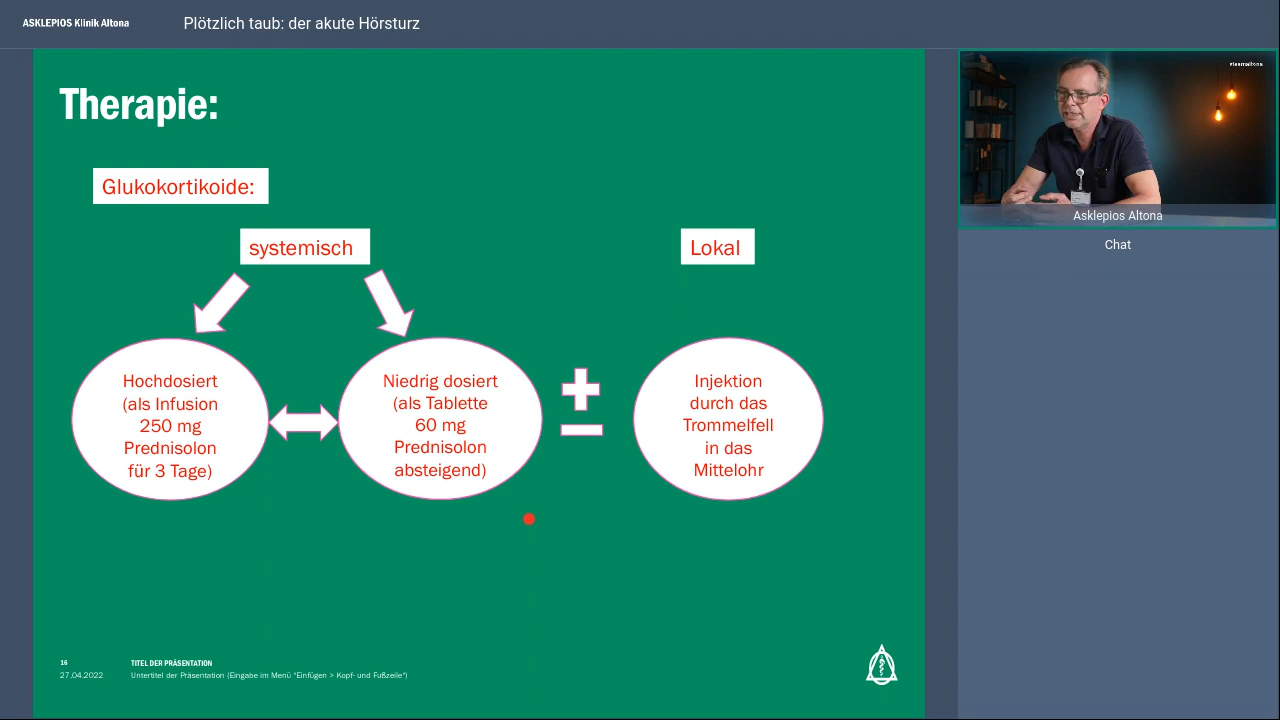 ASKLEPIOS Klinik Altona
Plötzlich taub: der akute Hörsturz
Therapie:
Glukokortikoide:
systemisch
Lokal
Hochdosiert
(als Infusion
250 mg
Prednisolon
für 3 Tage)
Niedrig dosiert
(als Tablette
60 mg
Prednisolon
absteigend)
Injektion
durch das
Trommelfell
in das
Mittelohr
16
TITEL DER PRÄSENTATION
27.04.2022
Untertitel der Präsentation (Eingabe im Menü "Einfügen > Kopf- und Fußzeile")
#teamaltona
Asklepios Altona
Chat